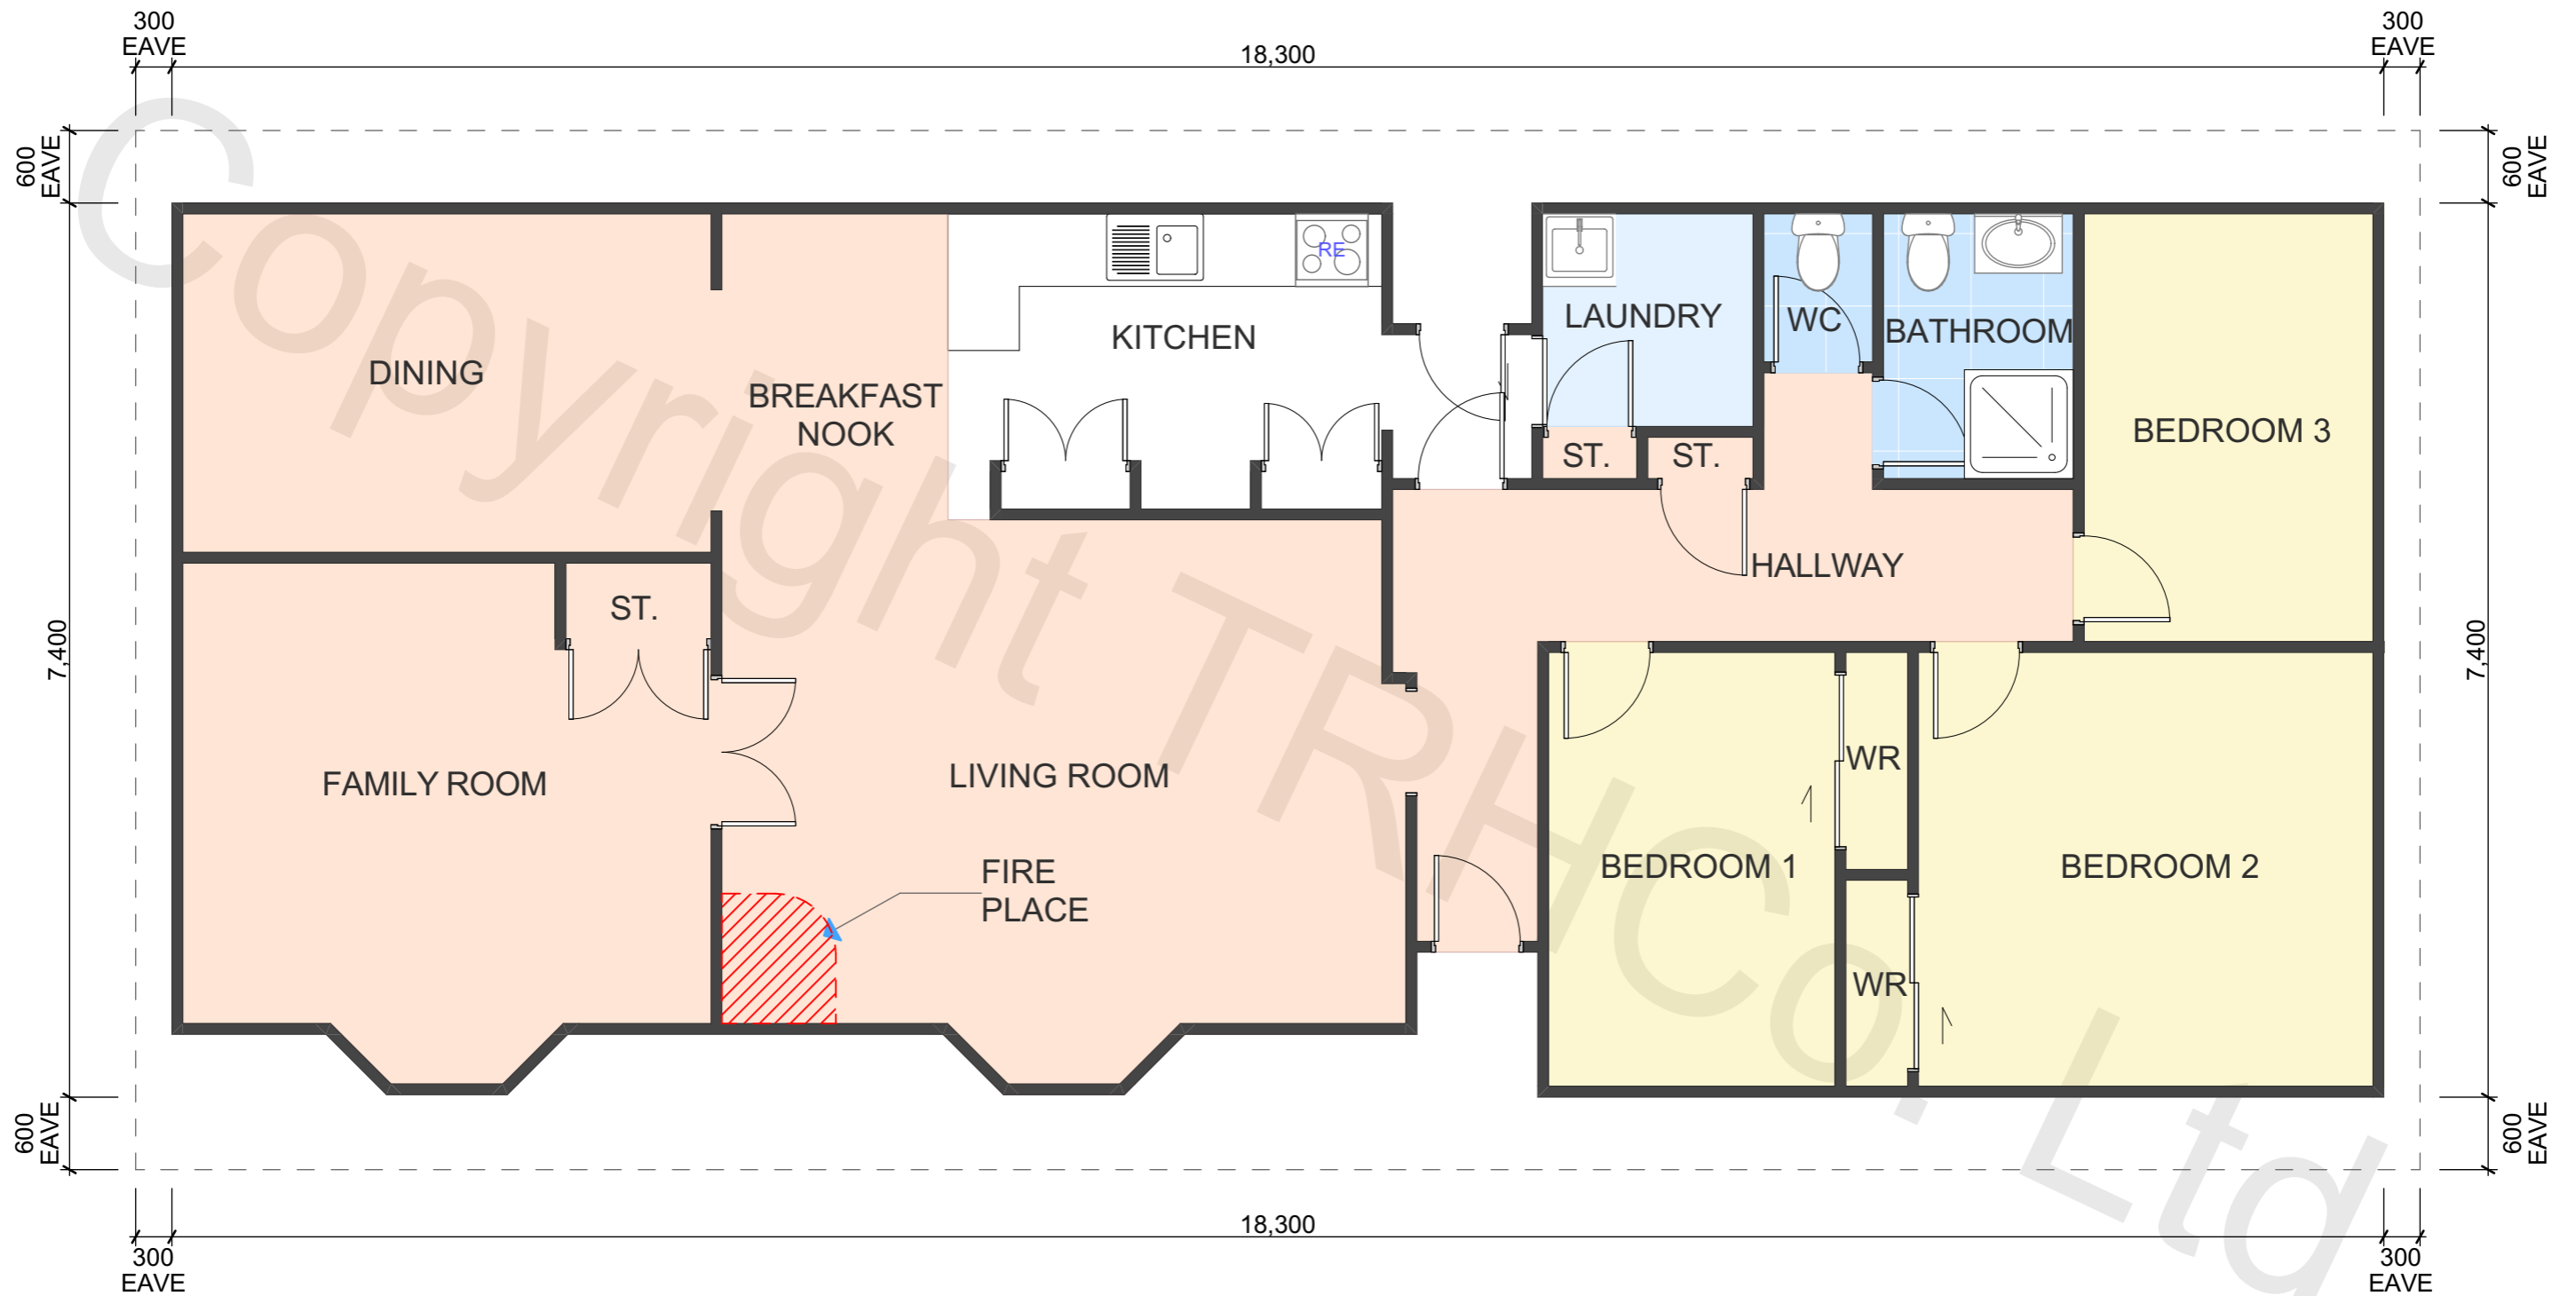 300
EAVE
18,300
300
EAVE
600
EAVE
600
EAVE
Copyright TRHCo. Ltd
RE
LAUNDRY
WC
BATHROOM
KITCHEN
DINING
BREAKFAST
NOOK
BEDROOM 3
ST.
ST.
HALLWAY
ST.
7,400
7,400
FAMILY ROOM
LIVING ROOM
WR
FIRE
PLACE
BEDROOM 1
BEDROOM 2
WR
600
EAVE
600
EAVE
18,300
300
EAVE
300
EAVE